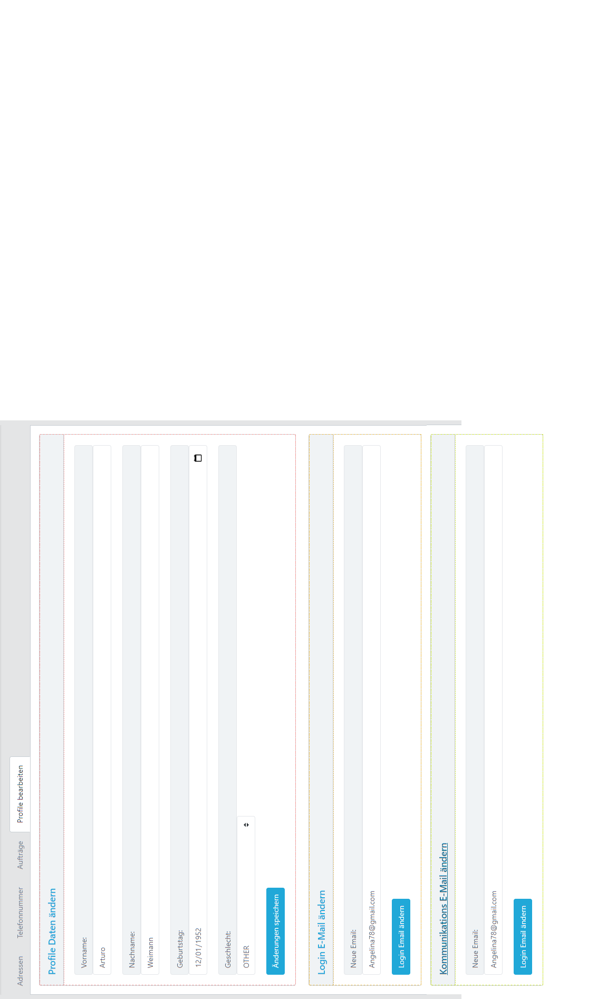 Adressen Telefonnummer Aufträge Profile bearbeiten
Profile Daten ändern
Vorname:
Arturo
Nachname:
Weimann
Geburtstag:
12/01/1952
Geschlecht:
OTHER
Änderungen speichern
Login E-Mail ändern
Neue Email:
Angelina78@gmail.com
Login Email ändern
Kommunikations E-Mail ändern
Neue Email:
Angelina78@gmail.com
Login Email ändern